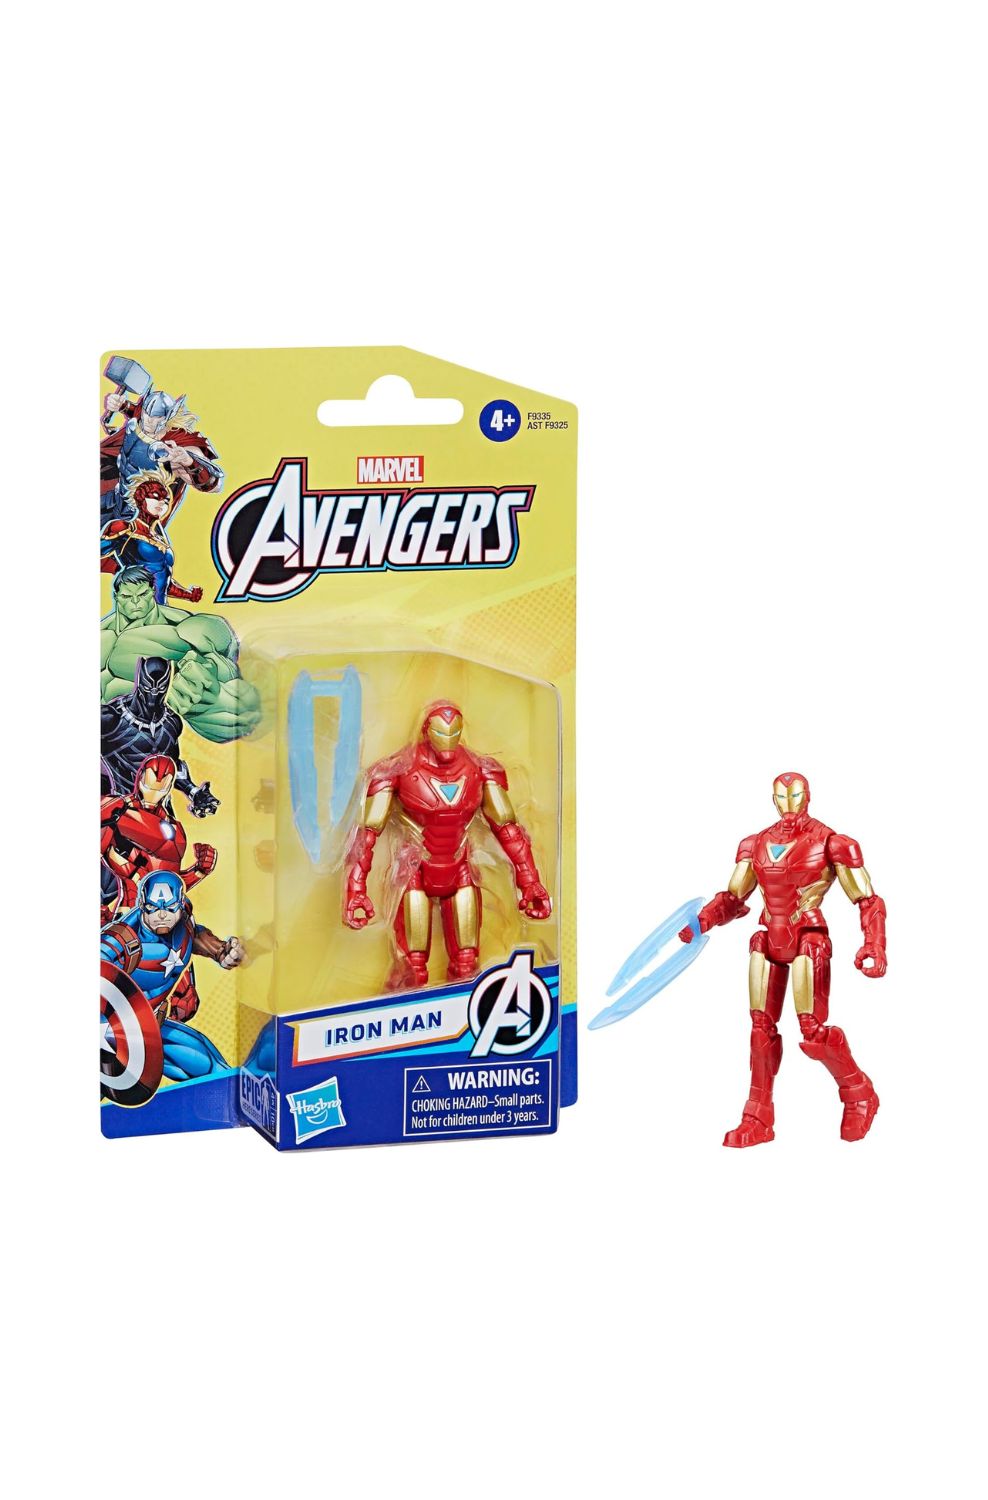 4+
F9335
AST F9325
MARVEL
AVENGERS
IRON MAN
Hasbro
WARNING:
CHOKING HAZARD–Small parts.
Not for children under 3 years.
EPIC